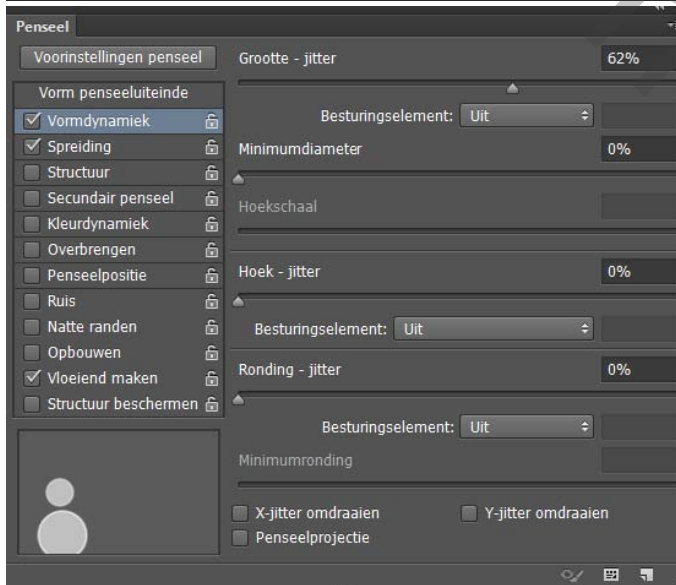 Penseel
Voorinstellingen penseel
Vorm penseeluiteinde
Vormdynamiek
Spreiding
Structuur
Secundair penseel
Kleurdynamiek
Overbrengen
Penseelpositie
Ruis
Natte randen
Opbouwen
Vloeiend maken
Structuur beschermen
Grootte - jitter 62%
Besturingselement: Uit
Minimumdiameter 0%
Hoekschaal
Hoek - jitter 0%
Besturingselement: Uit
Ronding - jitter 0%
Besturingselement: Uit
Minimumronding
X-jitter omdraaien Y-jitter omdraaien
Penseelprojectie